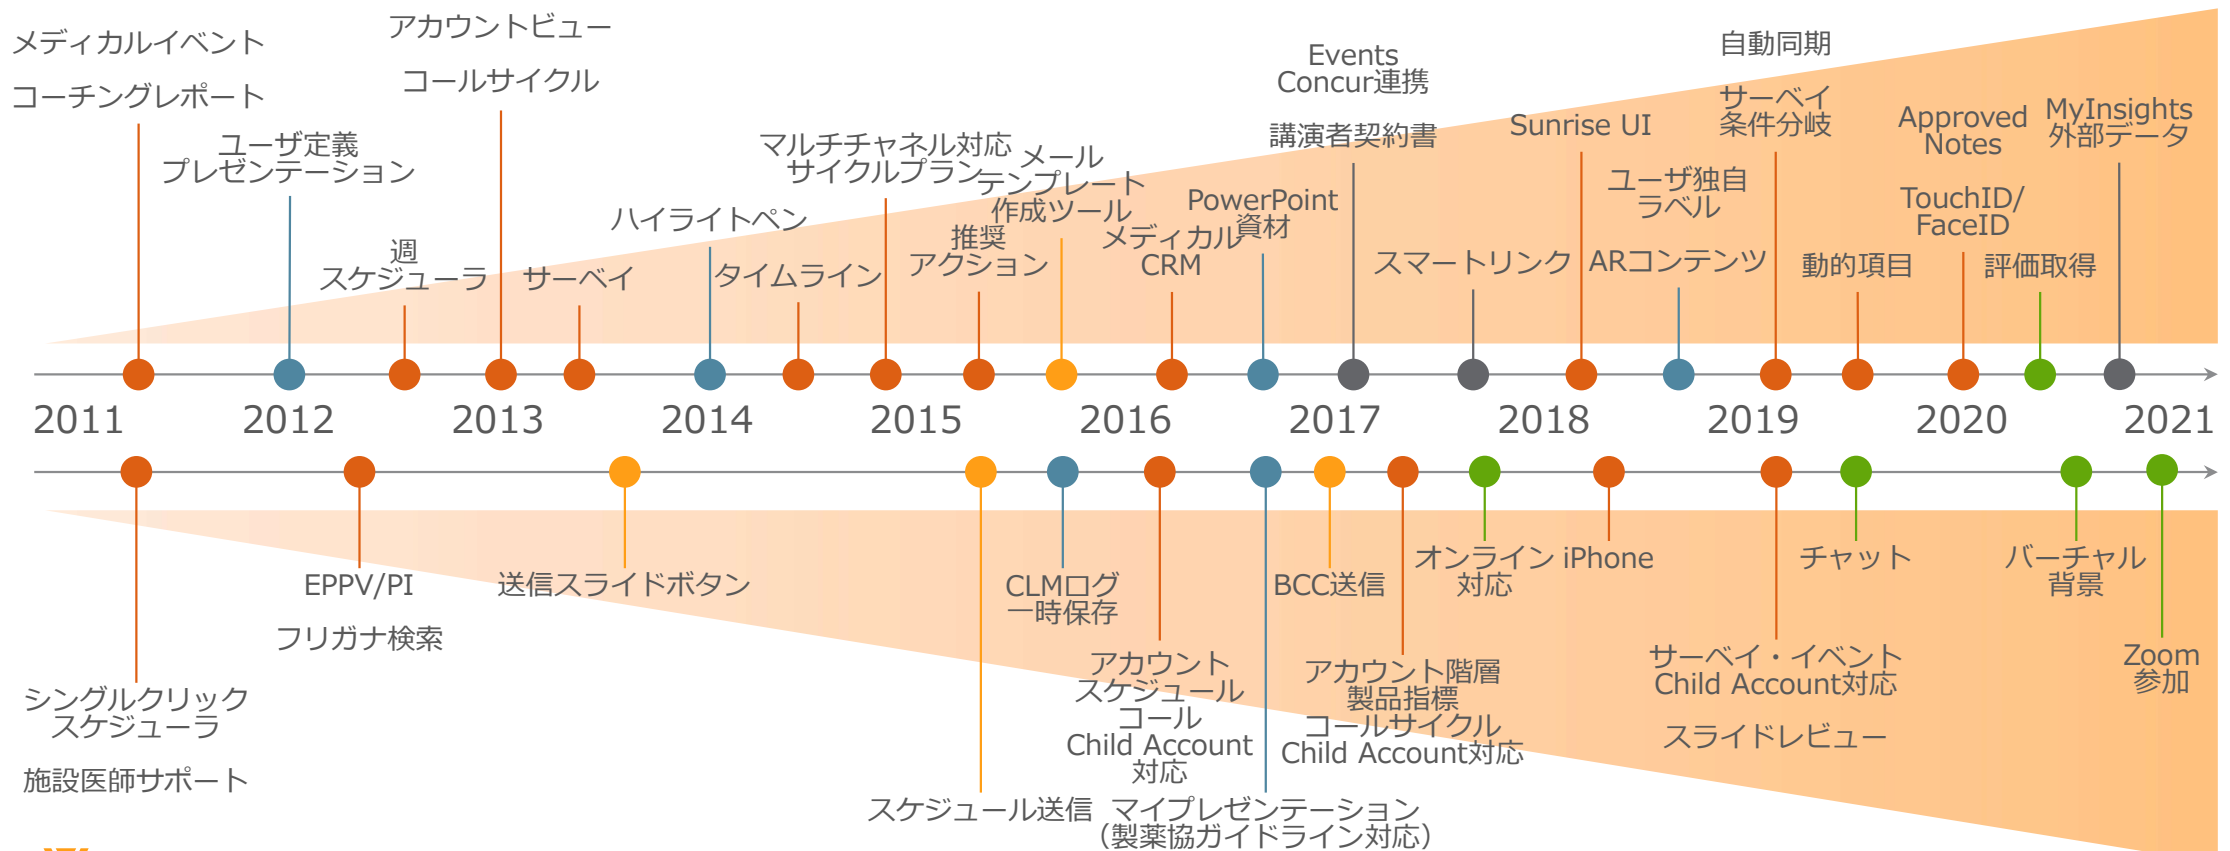 メディカルイベント
コーチングレポート
ユーザ定義
プレゼンテーション
週
スケジューラ
アカウントビュー
コールサイクル
サーベイ
ハイライトペン
タイムライン
マルチチャネル対応
サイクルプラン
推奨
アクション
メール
テンプレート
作成ツール
メディカル
CRM
PowerPoint
資材
Events
Concur連携
講演者契約書
スマートリンク
Sunrise UI
ユーザ独自
ラベル
ARコンテンツ
自動同期
サーベイ
条件分岐
動的項目
Approved
Notes
TouchID/
FaceID
評価取得
MyInsights
外部データ
2011
2012
2013
2014
2015
2016
2017
2018
2019
2020
2021
シングルクリック
スケジューラ
施設医師サポート
EPPV/PI
フリガナ検索
送信スライドボタン
スケジュール送信
CLMログ
一時保存
アカウント
スケジュール
コール
Child Account
対応
マイプレゼンテーション
（製薬協ガイドライン対応）
BCC送信
アカウント階層
製品指標
コールサイクル
Child Account対応
オンライン
対応
iPhone
サーベイ・イベント
Child Account対応
スライドレビュー
チャット
バーチャル
背景
Zoom
参加